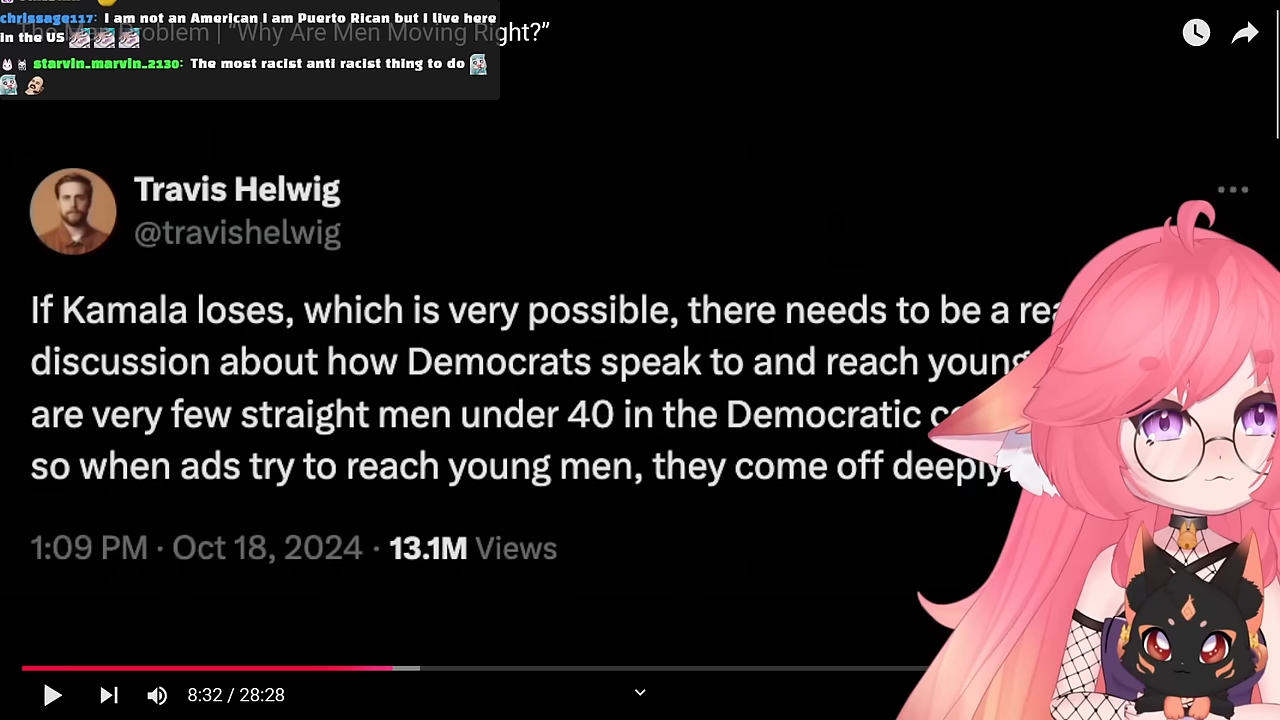 chrissage117: I am not an American I am Puerto Rican but I live here
in the US
Problem | “Why Are Men Moving Right?”
starvin_marvin_2130: The most racist anti racist thing to do
Travis Helwig
@travishelwig
If Kamala loses, which is very possible, there needs to be a
discussion about how Democrats speak to and reach young
are very few straight men under 40 in the Democratic
so when ads try to reach young men, they come off deeply
1:09 PM · Oct 18, 2024 · 13.1M Views
8:32 / 28:28